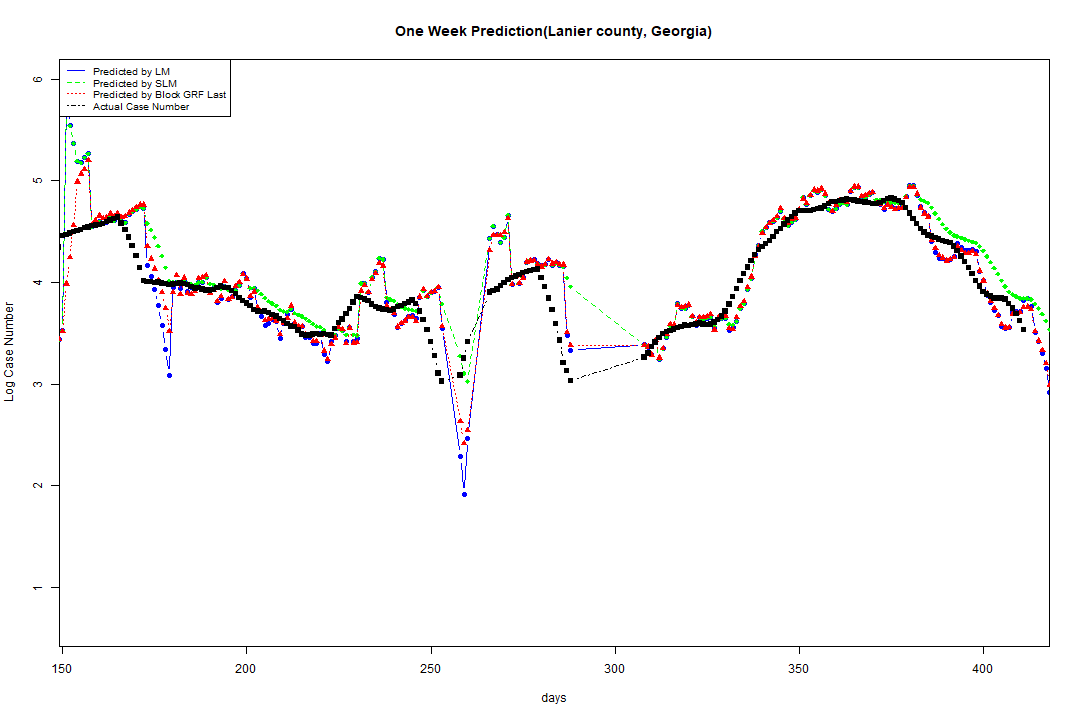 One Week Prediction(Lanier county, Georgia)
Predicted by LM
Predicted by SLM
Predicted by Block GRF Last
Actual Case Number
6
5
4
3
2
1
Log Case Number
150 200 250 300 350 400
days